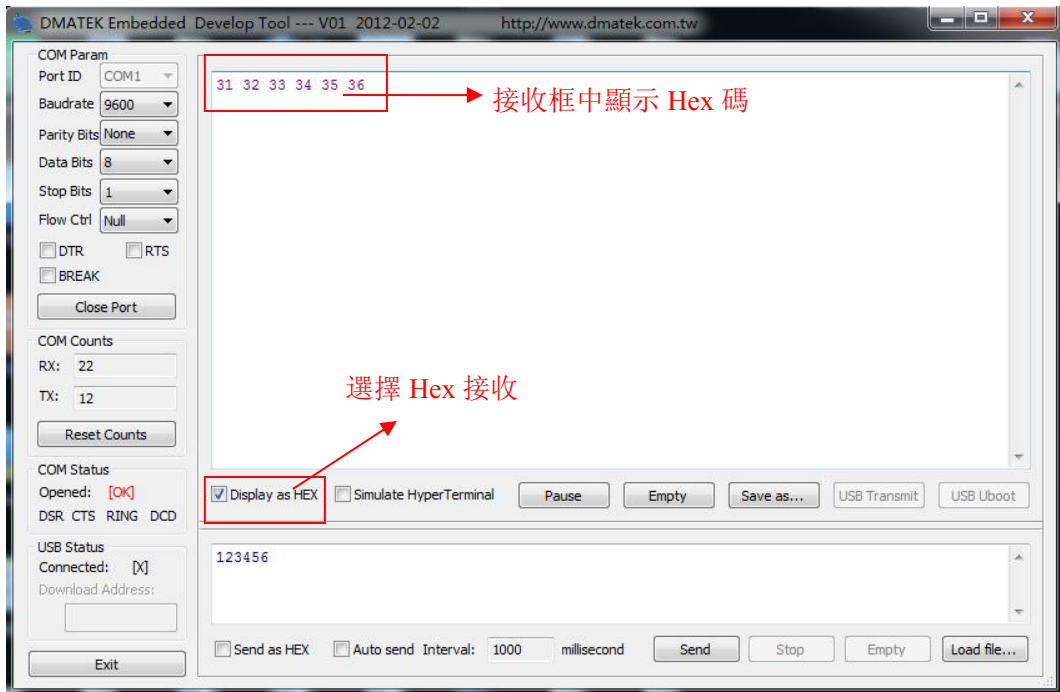 DMATEK Embedded Develop Tool --- V01 2012-02-02 http://www.dmatek.com.tw
COM Param
Port ID COM1
Baudrate 9600
Parity Bits None
Data Bits 8
Stop Bits 1
Flow Ctrl Null
DTR RTS
BREAK
Close Port
COM Counts
RX: 22
TX: 12
Reset Counts
COM Status
Opened: [OK]
DSR CTS RING DCD
USB Status
Connected: [X]
Download Address:
Exit
31 32 33 34 35 36
接收框中顯示 Hex 碼
選擇 Hex 接收
Display as HEX Simulate HyperTerminal Pause Empty Save as... USB Transmit USB Uboot
123456
Send as HEX Auto send Interval: 1000 millisecond Send Stop Empty Load file...